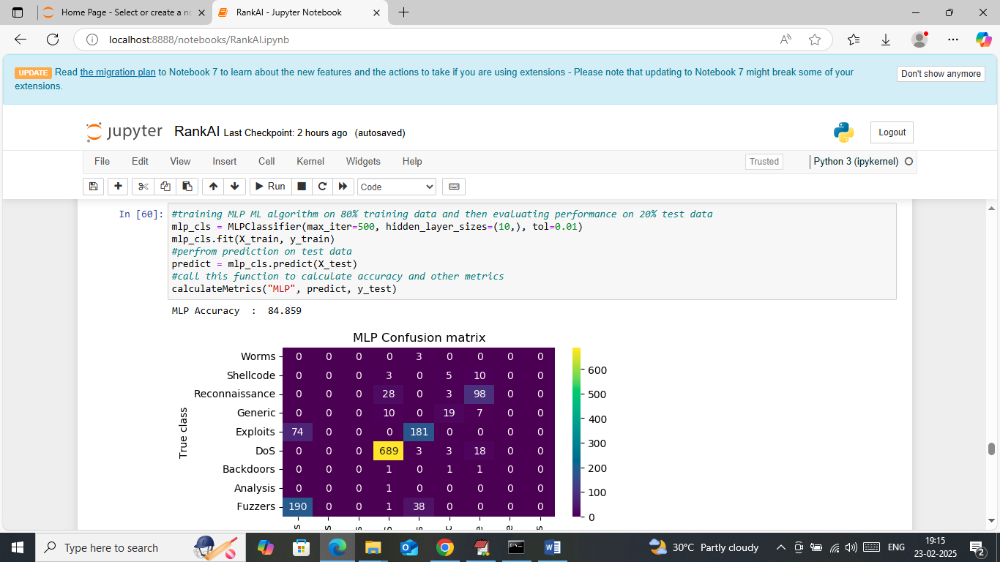 Home Page - Select or create a no
RankAI - Jupyter Notebook
localhost:8888/notebooks/RankAI.ipynb
UPDATE Read the migration plan to Notebook 7 to learn about the new features and the actions to take if you are using extensions - Please note that updating to Notebook 7 might break some of your
extensions.
Don't show anymore
jupyter RankAI Last Checkpoint: 2 hours ago (autosaved)
Logout
File Edit View Insert Cell Kernel Widgets Help
Trusted
Python 3 (ipykernel)
Run
Code
In [60]:
#training MLP ML algorithm on 80% training data and then evaluating performance on 20% test data
mlp_cls = MLPClassifier(max_iter=500, hidden_layer_sizes=(10,), tol=0.01)
mlp_cls.fit(X_train, y_train)
#perfrom prediction on test data
predict = mlp_cls.predict(X_test)
#call this function to calculate accuracy and other metrics
calculateMetrics("MLP", predict, y_test)
MLP Accuracy : 84.859
MLP Confusion matrix
Worms 0 0 0 0 3 0 0 0 0
Shellcode 0 0 0 3 0 5 10 0 0
Reconnaissance 0 0 0 28 0 3 98 0 0
Generic 0 0 0 10 0 19 7 0 0
Exploits 74 0 0 0 181 0 0 0 0
DoS 0 0 0 689 3 3 18 0 0
Backdoors 0 0 0 1 0 1 1 0 0
Analysis 0 0 0 1 0 0 0 0 0
Fuzzers 190 0 0 1 38 0 0 0 0
True class
600
500
400
300
200
100
0
Type here to search
30°C Partly cloudy
ENG
19:15
23-02-2025
2